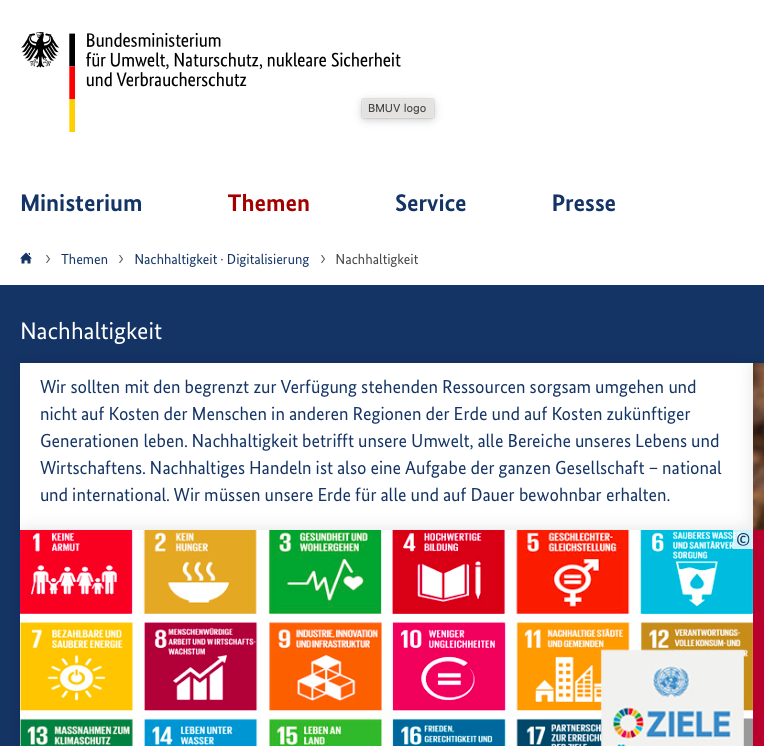 Bundesministerium
für Umwelt, Naturschutz, nukleare Sicherheit
und Verbraucherschutz
BMUV logo
Ministerium
Themen
Service
Presse
Themen
Nachhaltigkeit · Digitalisierung
Nachhaltigkeit
Nachhaltigkeit
Wir sollten mit den begrenzt zur Verfügung stehenden Ressourcen sorgsam umgehen und
nicht auf Kosten der Menschen in anderen Regionen der Erde und auf Kosten zukünftiger
Generationen leben. Nachhaltigkeit betrifft unsere Umwelt, alle Bereiche unseres Lebens und
Wirtschaftens. Nachhaltiges Handeln ist also eine Aufgabe der ganzen Gesellschaft – national
und international. Wir müssen unsere Erde für alle und auf Dauer bewohnbar erhalten.
©
1 KEINE
ARMUT
2 KEIN
HUNGER
3 GESUNDHEIT UND
WOHLERGEHEN
4 HOCHWERTIGE
BILDUNG
5 GESCHLECHTER-
GLEICHSTELLUNG
6 SAUBERES WASS
UND SANITÄRVER
SORGUNG
7 BEZAHLBARE UND
SAUBERE ENERGIE
8 MENSCHENWÜRDIGE
ARBEIT UND WIRTSCHAFTS-
WACHSTUM
9 INDUSTRIE, INNOVATION
UND INFRASTRUKTUR
10 WENIGER
UNGLEICHHEITEN
11 NACHHALTIGE STÄDTE
UND GEMEINDEN
12 VERANTWORTUNGS-
VOLLE KONSUM- UND
13 MASSNAHMEN ZUM
KLIMASCHUTZ
14 LEBEN UNTER
WASSER
15 LEBEN AN
LAND
16 FRIEDEN,
GERECHTIGKEIT UND
17 PARTNERSCH
ZUR ERREICH
ZIELE